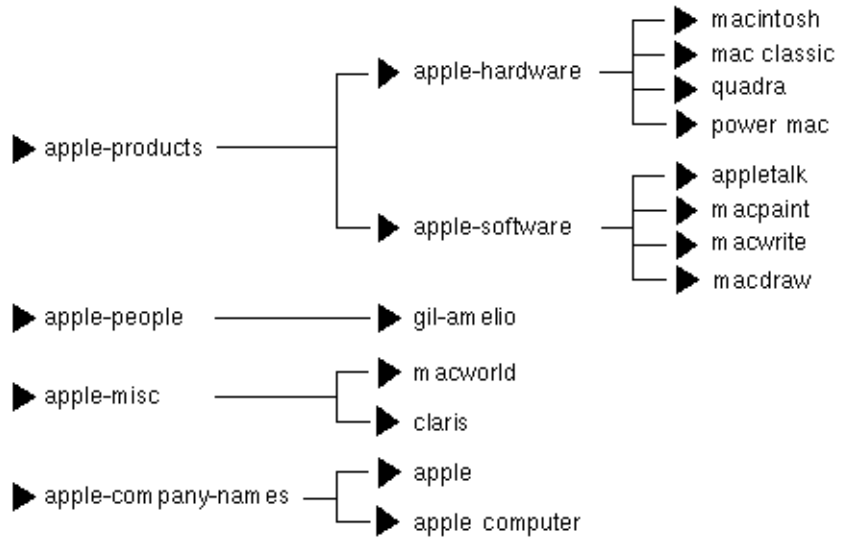 apple-products
apple-hardware
macintosh
mac classic
quadra
power mac
apple-software
appletalk
macpaint
macwrite
macdraw
apple-people
gil-amelio
apple-misc
macworld
claris
apple-company-names
apple
apple computer